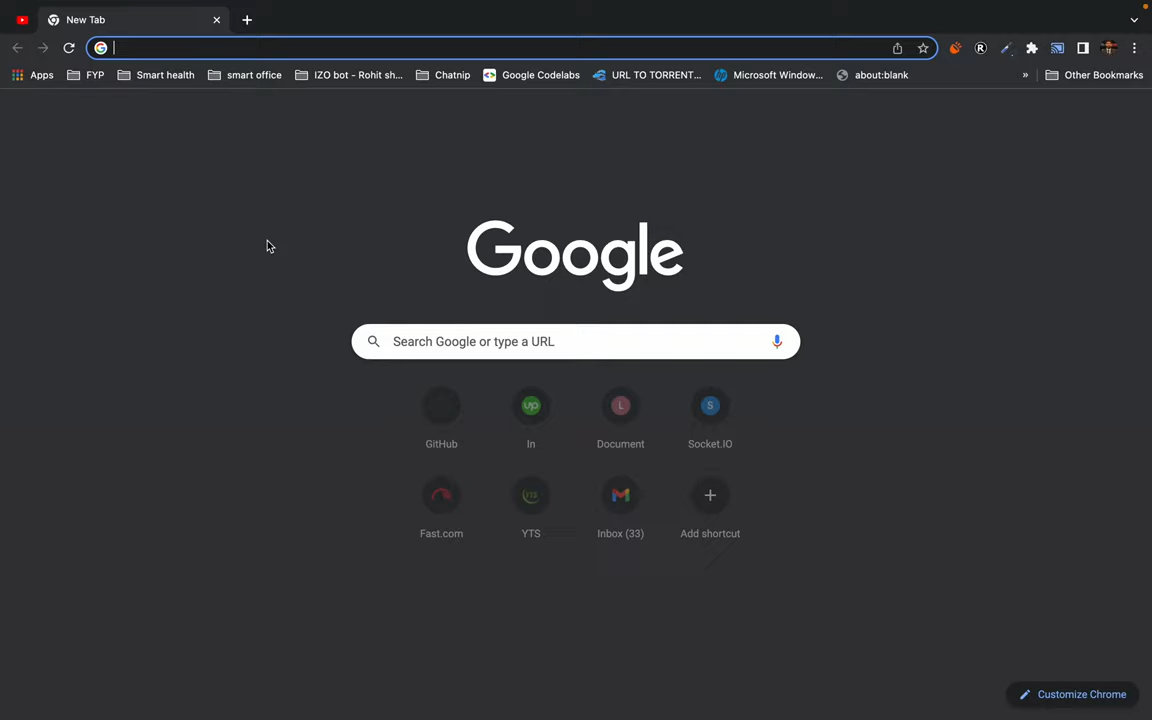 New Tab
Apps FYP Smart health smart office IZO bot - Rohit sh... Chatnip Google Codelabs URL TO TORRENT... Microsoft Window... about:blank » Other Bookmarks
Google
Search Google or type a URL
GitHub In Document Socket.IO
Fast.com YTS Inbox (33) Add shortcut
Customize Chrome